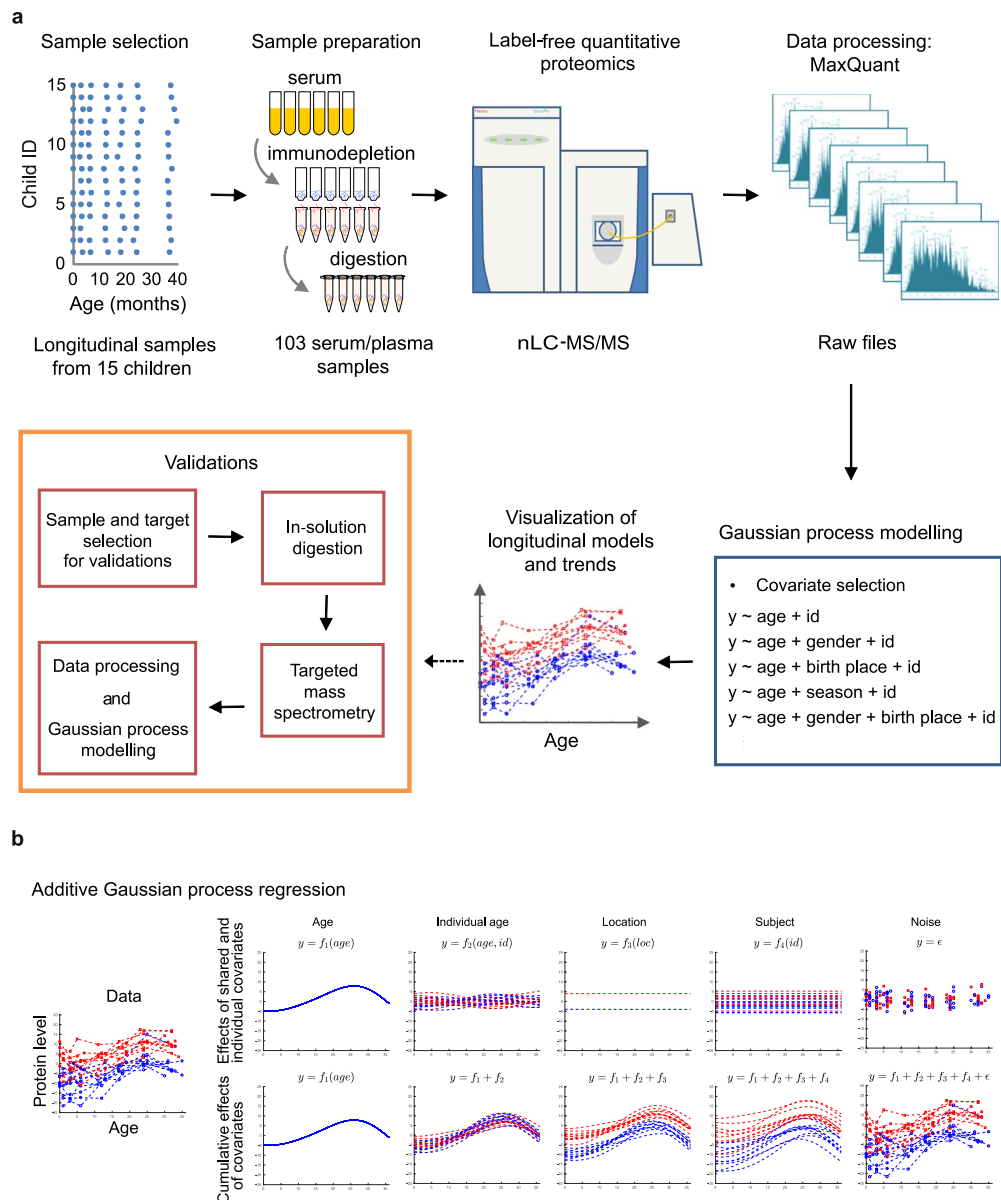 a
Sample selection
Sample preparation
Label-free quantitative
proteomics
Data processing:
MaxQuant
15
10
5
0
Child ID
0 10 20 30 40
Age (months)
Longitudinal samples
from 15 children
serum
immunodepletion
digestion
103 serum/plasma
samples
nLC-MS/MS
Raw files
Validations
Sample and target
selection
for validations
In-solution
digestion
Data processing
and
Gaussian process
modelling
Targeted
mass
spectrometry
Visualization of
longitudinal models
and trends
Age
Gaussian process modelling
• Covariate selection
y ~ age + id
y ~ age + gender + id
y ~ age + birth place + id
y ~ age + season + id
y ~ age + gender + birth place + id
b
Additive Gaussian process regression
Data
Protein level
Age
Effects of shared and
individual covariates
Age
y = f₁(age)
Individual age
y = f₂(age, id)
Location
y = f₃(loc)
Subject
y = f₄(id)
Noise
y = ϵ
Cumulative effects
of covariates
y = f₁(age)
y = f₁ + f₂
y = f₁ + f₂ + f₃
y = f₁ + f₂ + f₃ + f₄
y = f₁ + f₂ + f₃ + f₄ + ϵ